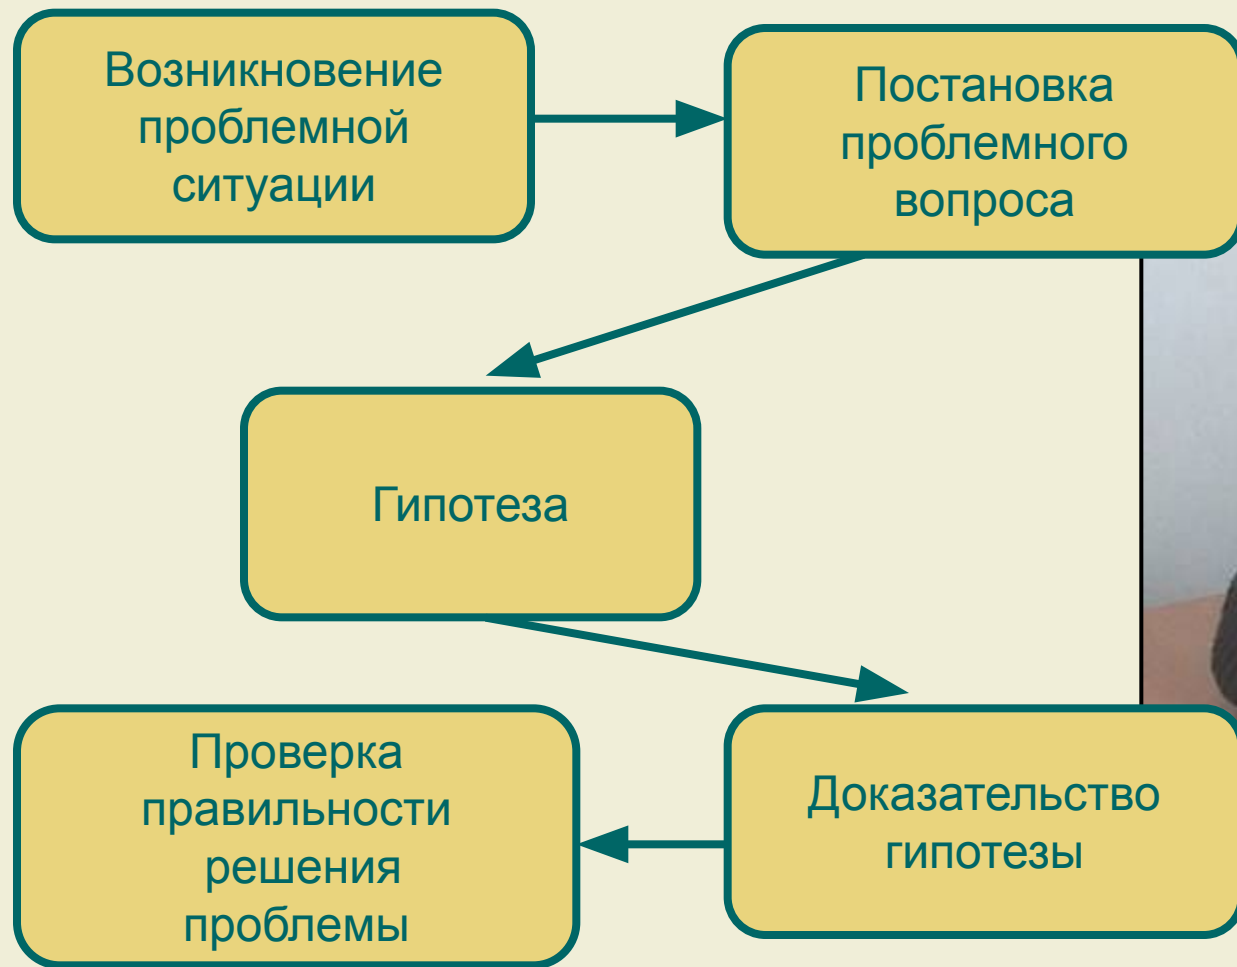 Возникновение
проблемной
ситуации
Постановка
проблемного
вопроса
Гипотеза
Доказательство
гипотезы
Проверка
правильности
решения
проблемы